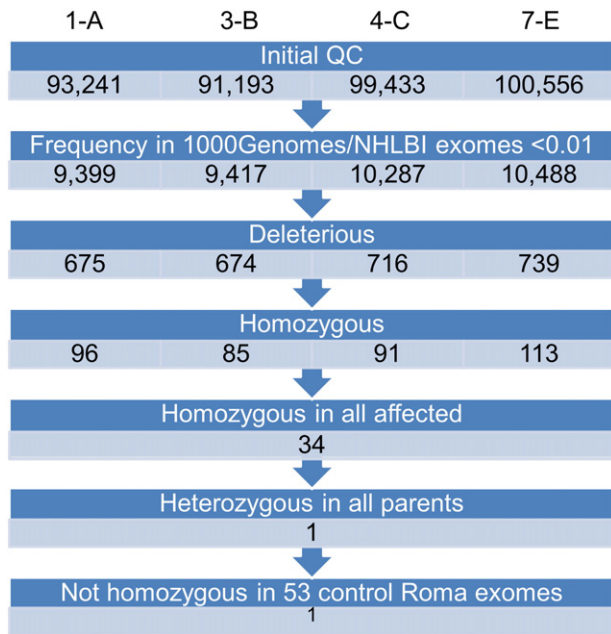 1-A 3-B 4-C 7-E
Initial QC
93,241 91,193 99,433 100,556
Frequency in 1000Genomes/NHLBI exomes <0.01
9,399 9,417 10,287 10,488
Deleterious
675 674 716 739
Homozygous
96 85 91 113
Homozygous in all affected
34
Heterozygous in all parents
1
Not homozygous in 53 control Roma exomes
1